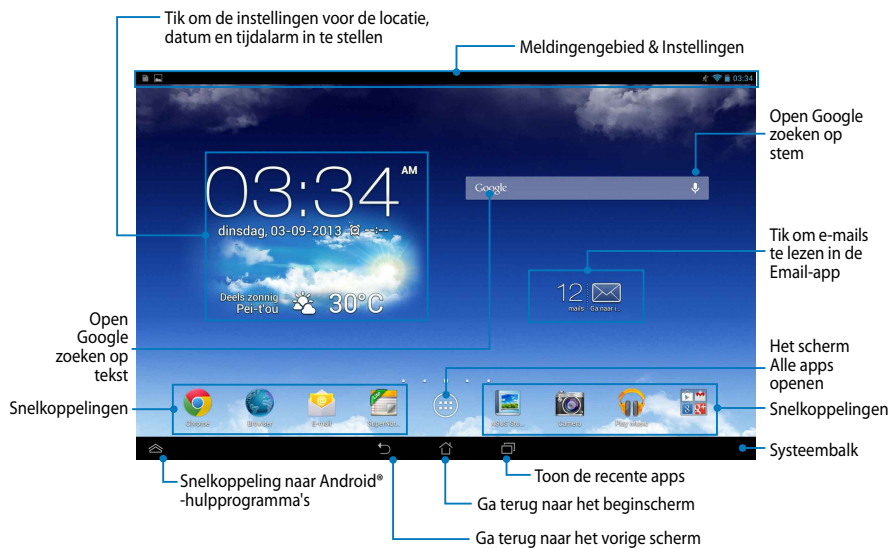 Tik om de instellingen voor de locatie,
datum en tijdalarm in te stellen
Meldingengebied & Instellingen
03:34
Open Google
zoeken op
stem
03:34 AM
dinsdag, 03-09-2013 --:--
Google
Deels zonnig
Pei-t'ou
30°C
Tik om e-mails
te lezen in de
Email-app
12
mails
Ga naar i..
Open
Google
zoeken op
tekst
Het scherm
Alle apps
openen
Snelkoppelingen
Chrome
Browser
E-mail
Camera
Play Music
Snelkoppelingen
Systeembalk
Snelkoppeling naar Android®
-hulpprogramma's
Toon de recente apps
Ga terug naar het beginscherm
Ga terug naar het vorige scherm